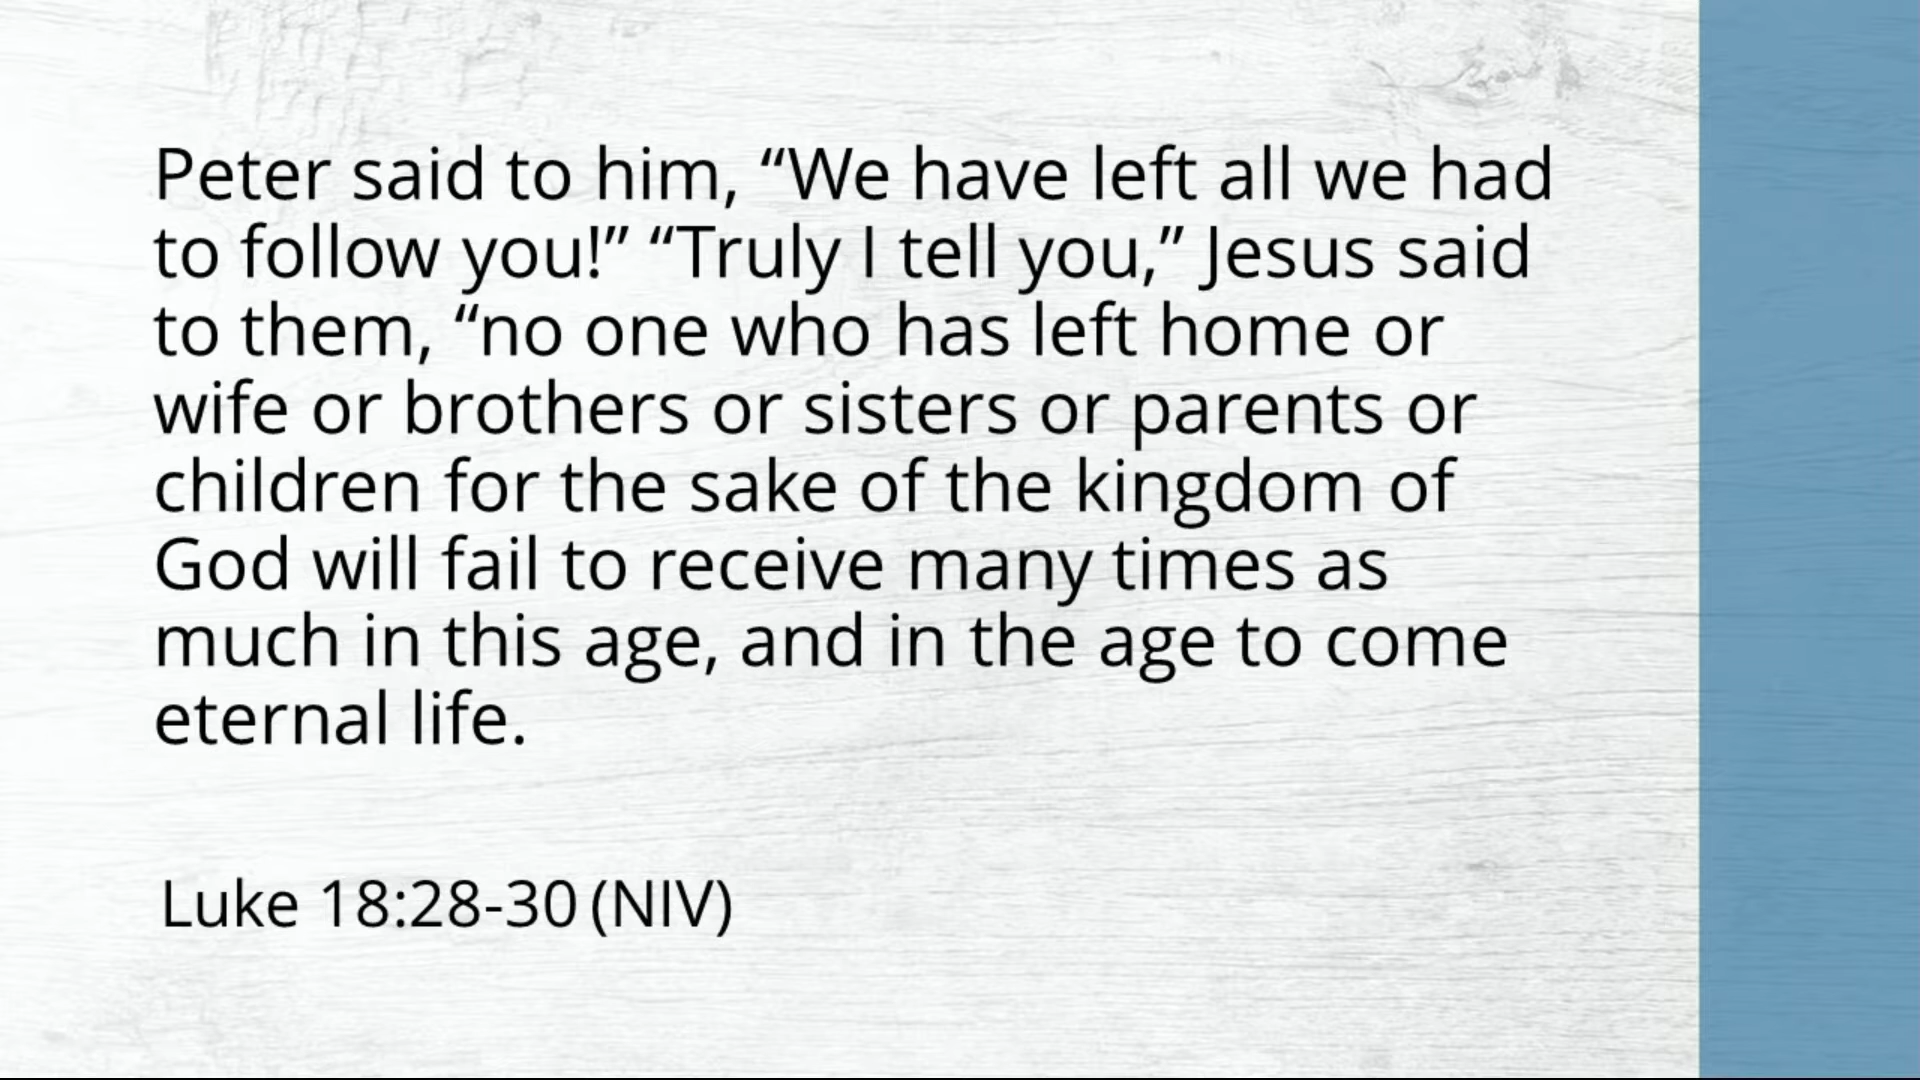 Peter said to him, “We have left all we had
to follow you!” “Truly I tell you,” Jesus said
to them, “no one who has left home or
wife or brothers or sisters or parents or
children for the sake of the kingdom of
God will fail to receive many times as
much in this age, and in the age to come
eternal life.
Luke 18:28-30 (NIV)